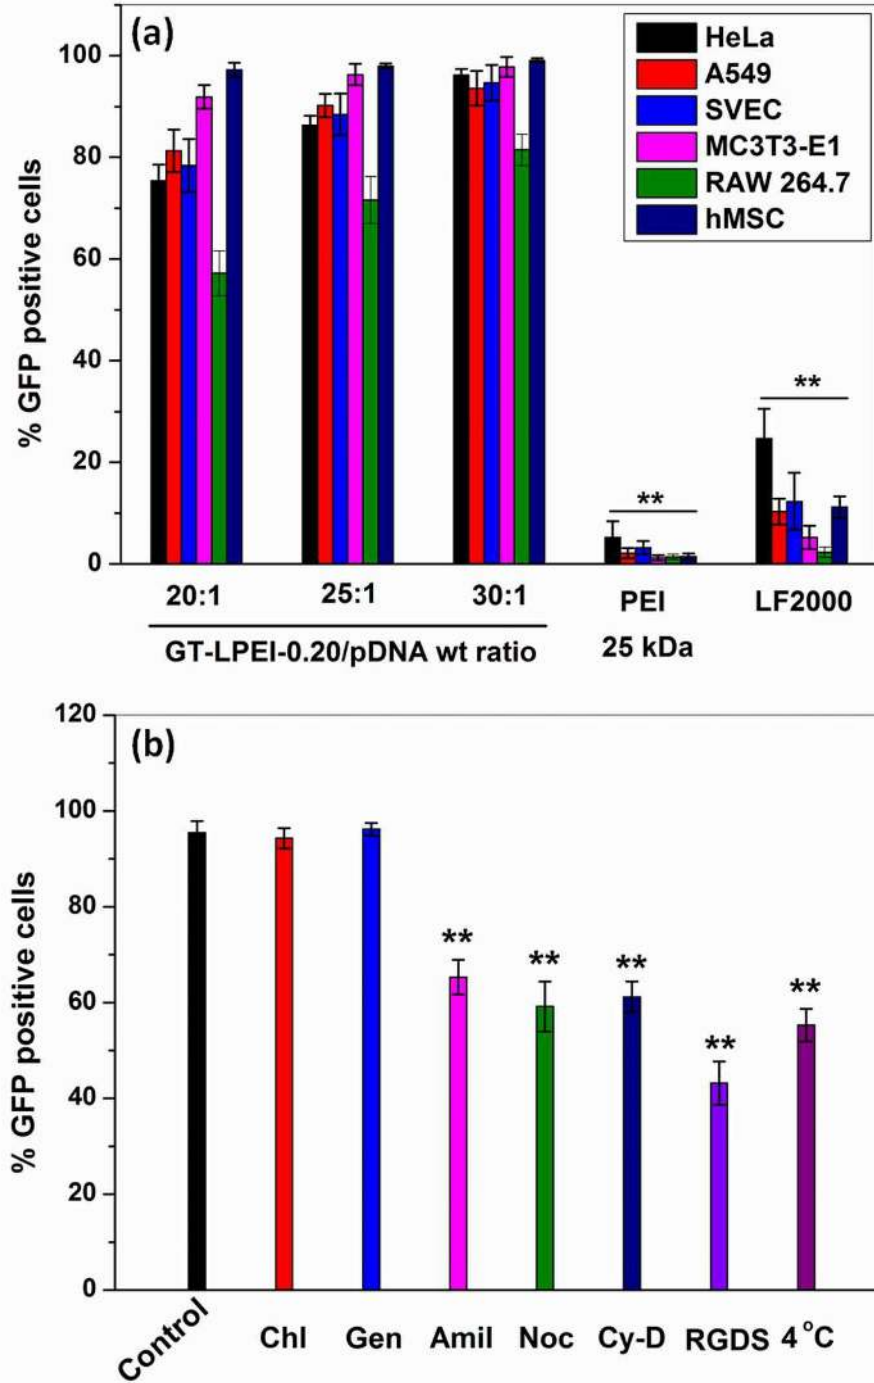 (a)
HeLa
A549
SVEC
MC3T3-E1
RAW 264.7
hMSC
% GFP positive cells
100
80
60
40
20
0
**
**
20:1 25:1 30:1 PEI LF2000
GT-LPEI-0.20/pDNA wt ratio 25 kDa
(b)
% GFP positive cells
120
100
80
60
40
20
0
** ** ** ** **
Control Chl Gen Amil Noc Cy-D RGDS 4 °C